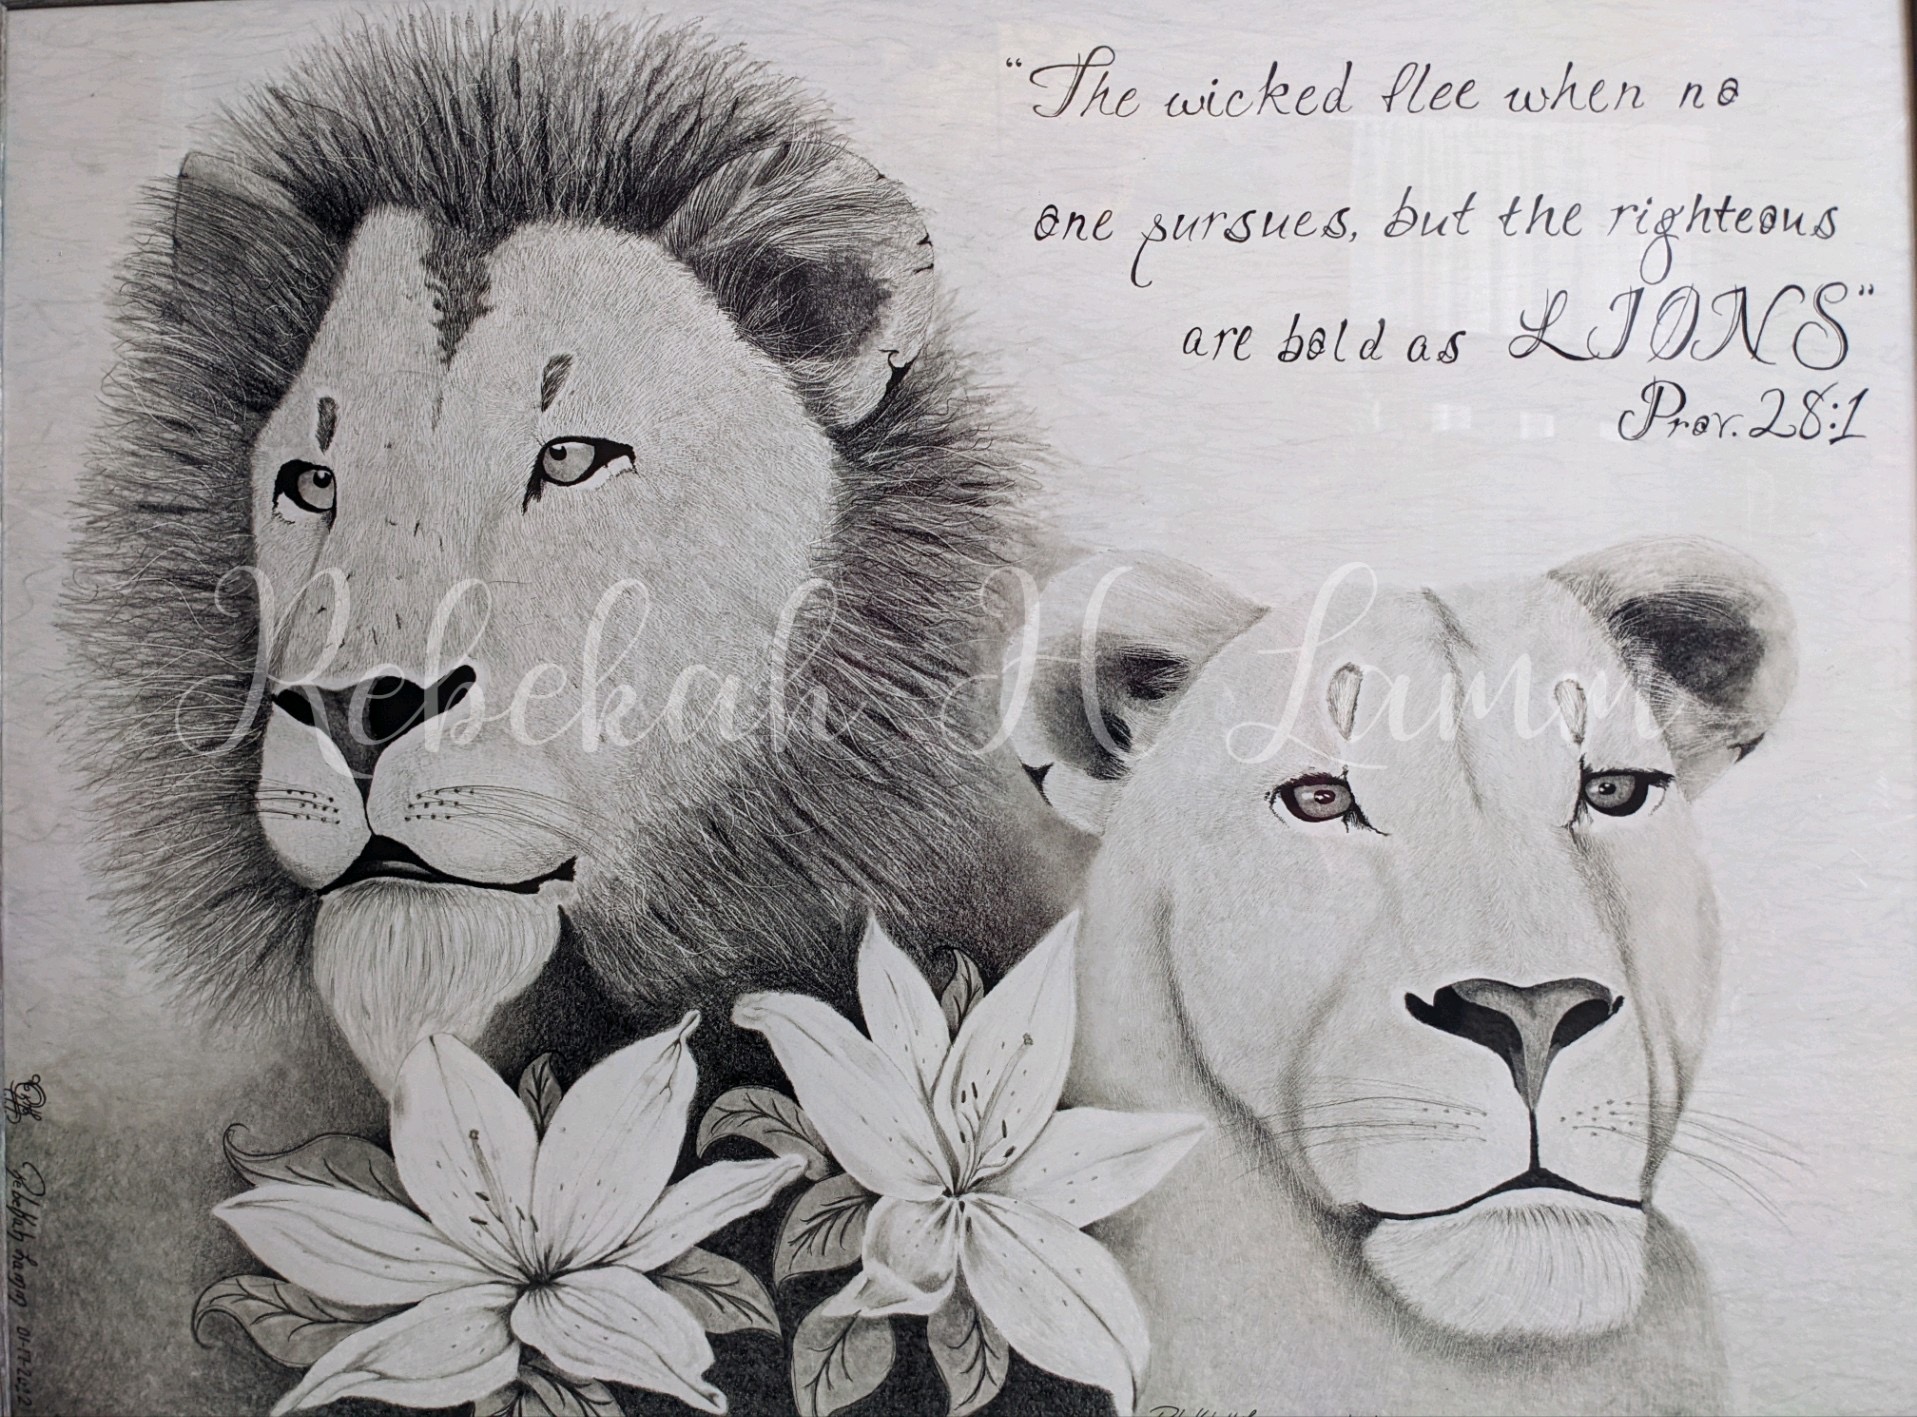 “The wicked flee when no
one pursues, but the righteous
are bold as LIONS”
Prov. 28:1
Rebekah H Lamm
Rebekah Lamm 01-17-2022